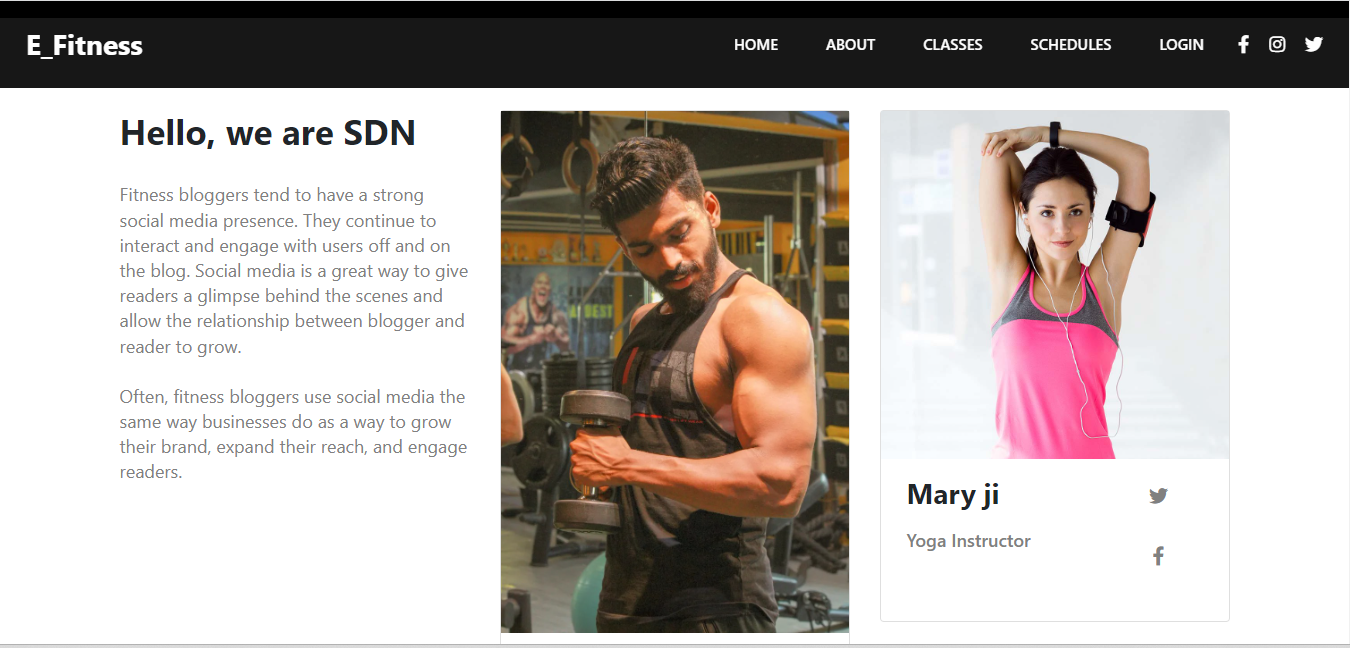 E_Fitness
HOME ABOUT CLASSES SCHEDULES LOGIN
Hello, we are SDN
Fitness bloggers tend to have a strong
social media presence. They continue to
interact and engage with users off and on
the blog. Social media is a great way to give
readers a glimpse behind the scenes and
allow the relationship between blogger and
reader to grow.
Often, fitness bloggers use social media the
same way businesses do as a way to grow
their brand, expand their reach, and engage
readers.
Mary ji
Yoga Instructor